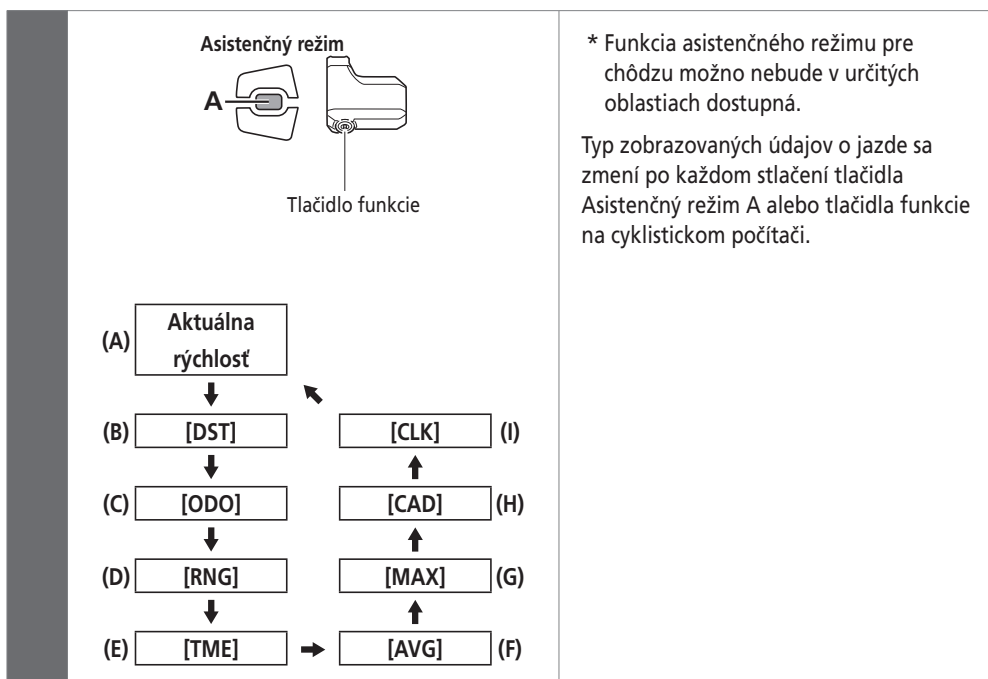 Asistenčný režim
A
Tlačidlo funkcie
(A) Aktuálna
rýchlosť
(B) [DST]
(C) [ODO]
(D) [RNG]
(E) [TME]
[AVG] (F)
[MAX] (G)
[CAD] (H)
[CLK] (I)
* Funkcia asistenčného režimu pre
chôdzu možno nebude v určitých
oblastiach dostupná.
Typ zobrazovaných údajov o jazde sa
zmení po každom stlačení tlačidla
Asistenčný režim A alebo tlačidla funkcie
na cyklistickom počítači.